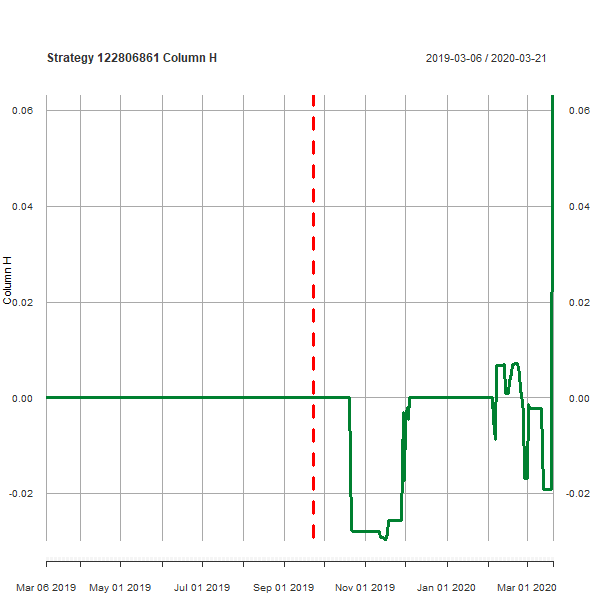 Strategy 122806861 Column H
2019-03-06 / 2020-03-21
0.06
0.06
0.04
0.04
Column H
0.02
0.02
0.00
0.00
-0.02
-0.02
Mar 06 2019
May 01 2019
Jul 01 2019
Sep 01 2019
Nov 01 2019
Jan 01 2020
Mar 01 2020